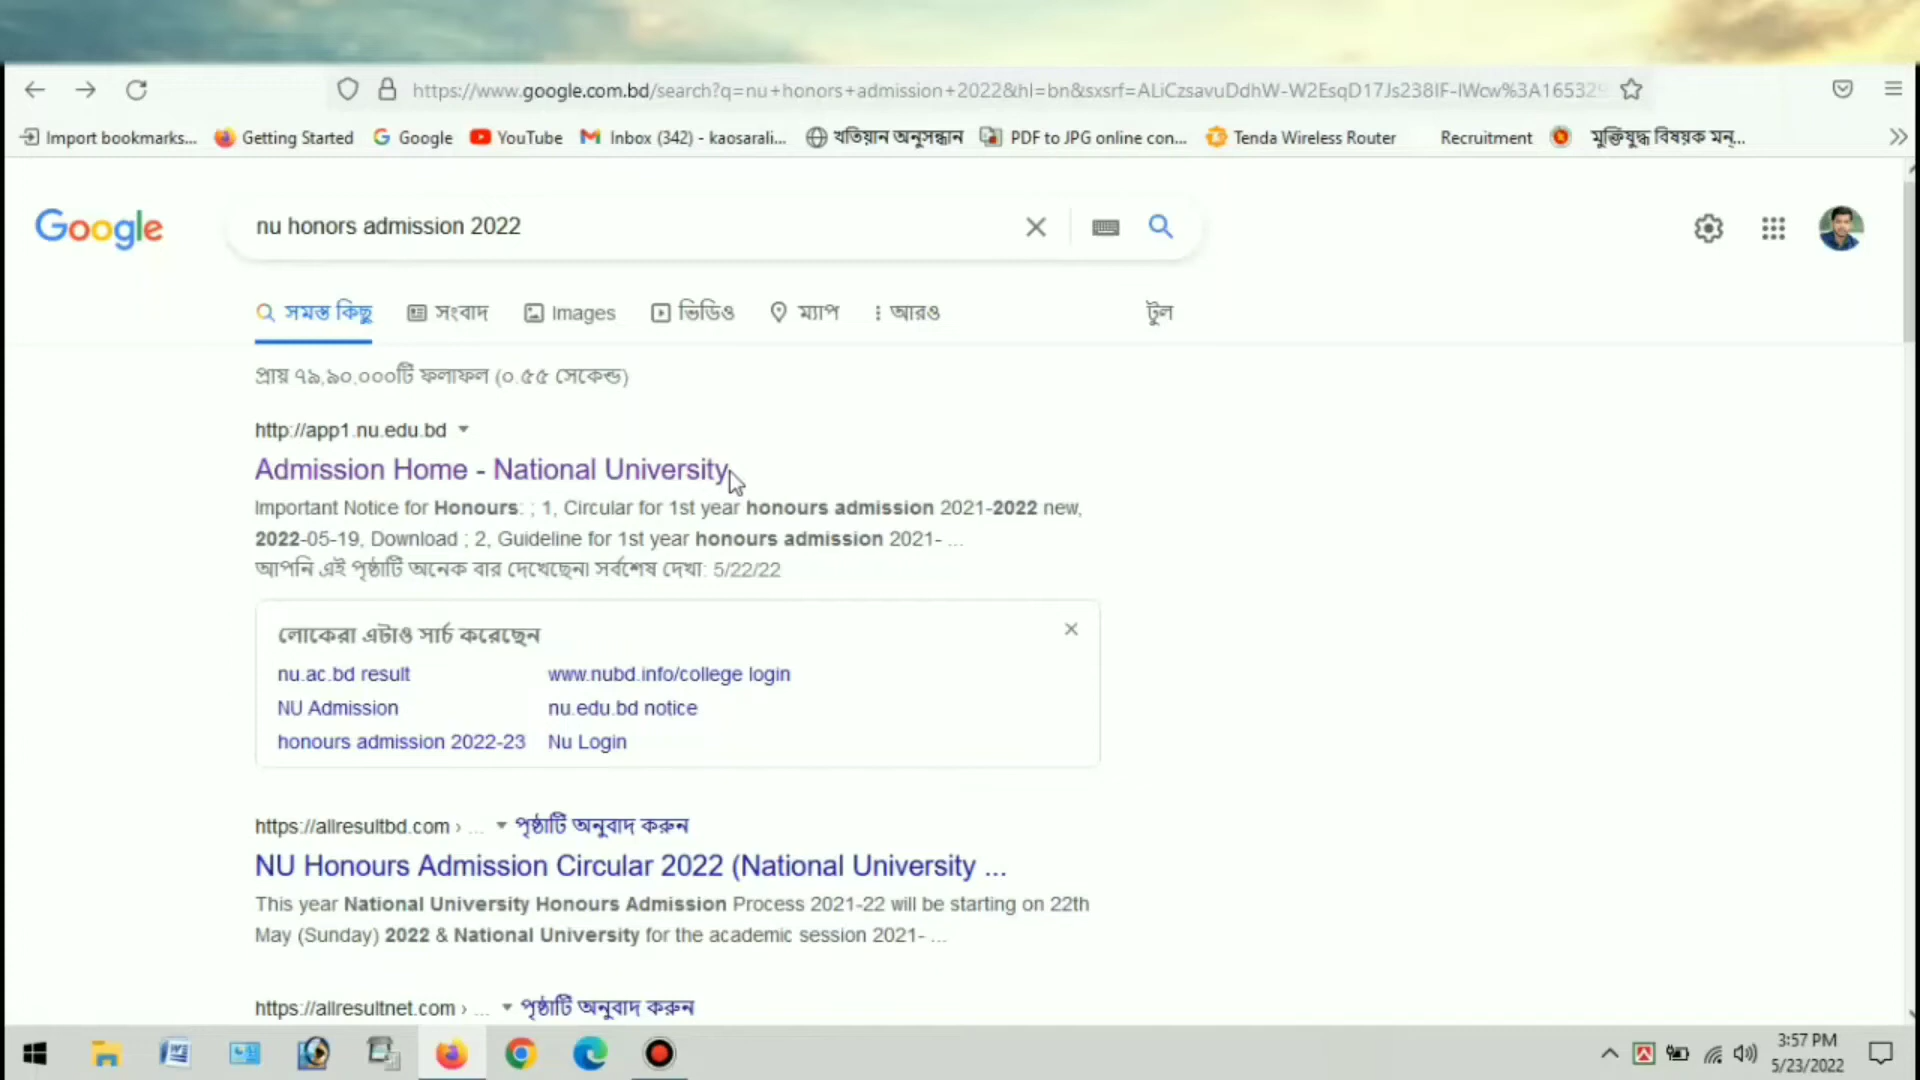 https://www.google.com.bd/search?q=nu+honors+admission+2022&hl=bn&sxsrf=ALiCzsavuDdhW-W2EsqD17Js238IF-IWcw%3A16532
Import bookmarks... Getting Started Google YouTube Inbox (342) - kaosarali... খতিয়ান অনুসন্ধান PDF to JPG online con... Tenda Wireless Router Recruitment মুক্তিযুদ্ধ বিষয়ক মন্...
Google nu honors admission 2022
সমস্ত কিছু সংবাদ Images ভিডিও ম্যাপ আরও টুল
প্রায় ৭৯,৯০,০০০টি ফলাফল (০.৫৫ সেকেন্ড)
http://app1.nu.edu.bd
Admission Home - National University
Important Notice for Honours: ; 1, Circular for 1st year honours admission 2021-2022 new,
2022-05-19, Download ; 2, Guideline for 1st year honours admission 2021- ...
আপনি এই পৃষ্ঠাটি অনেক বার দেখেছেন। সর্বশেষ দেখা: 5/22/22
লোকেরা এটাও সার্চ করেছেন
nu.ac.bd result www.nubd.info/college login
NU Admission nu.edu.bd notice
honours admission 2022-23 Nu Login
https://allresultbd.com › ... পৃষ্ঠাটি অনুবাদ করুন
NU Honours Admission Circular 2022 (National University ...
This year National University Honours Admission Process 2021-22 will be starting on 22th
May (Sunday) 2022 & National University for the academic session 2021- ...
https://allresultnet.com › ... পৃষ্ঠাটি অনুবাদ করুন
3:57 PM
5/23/2022